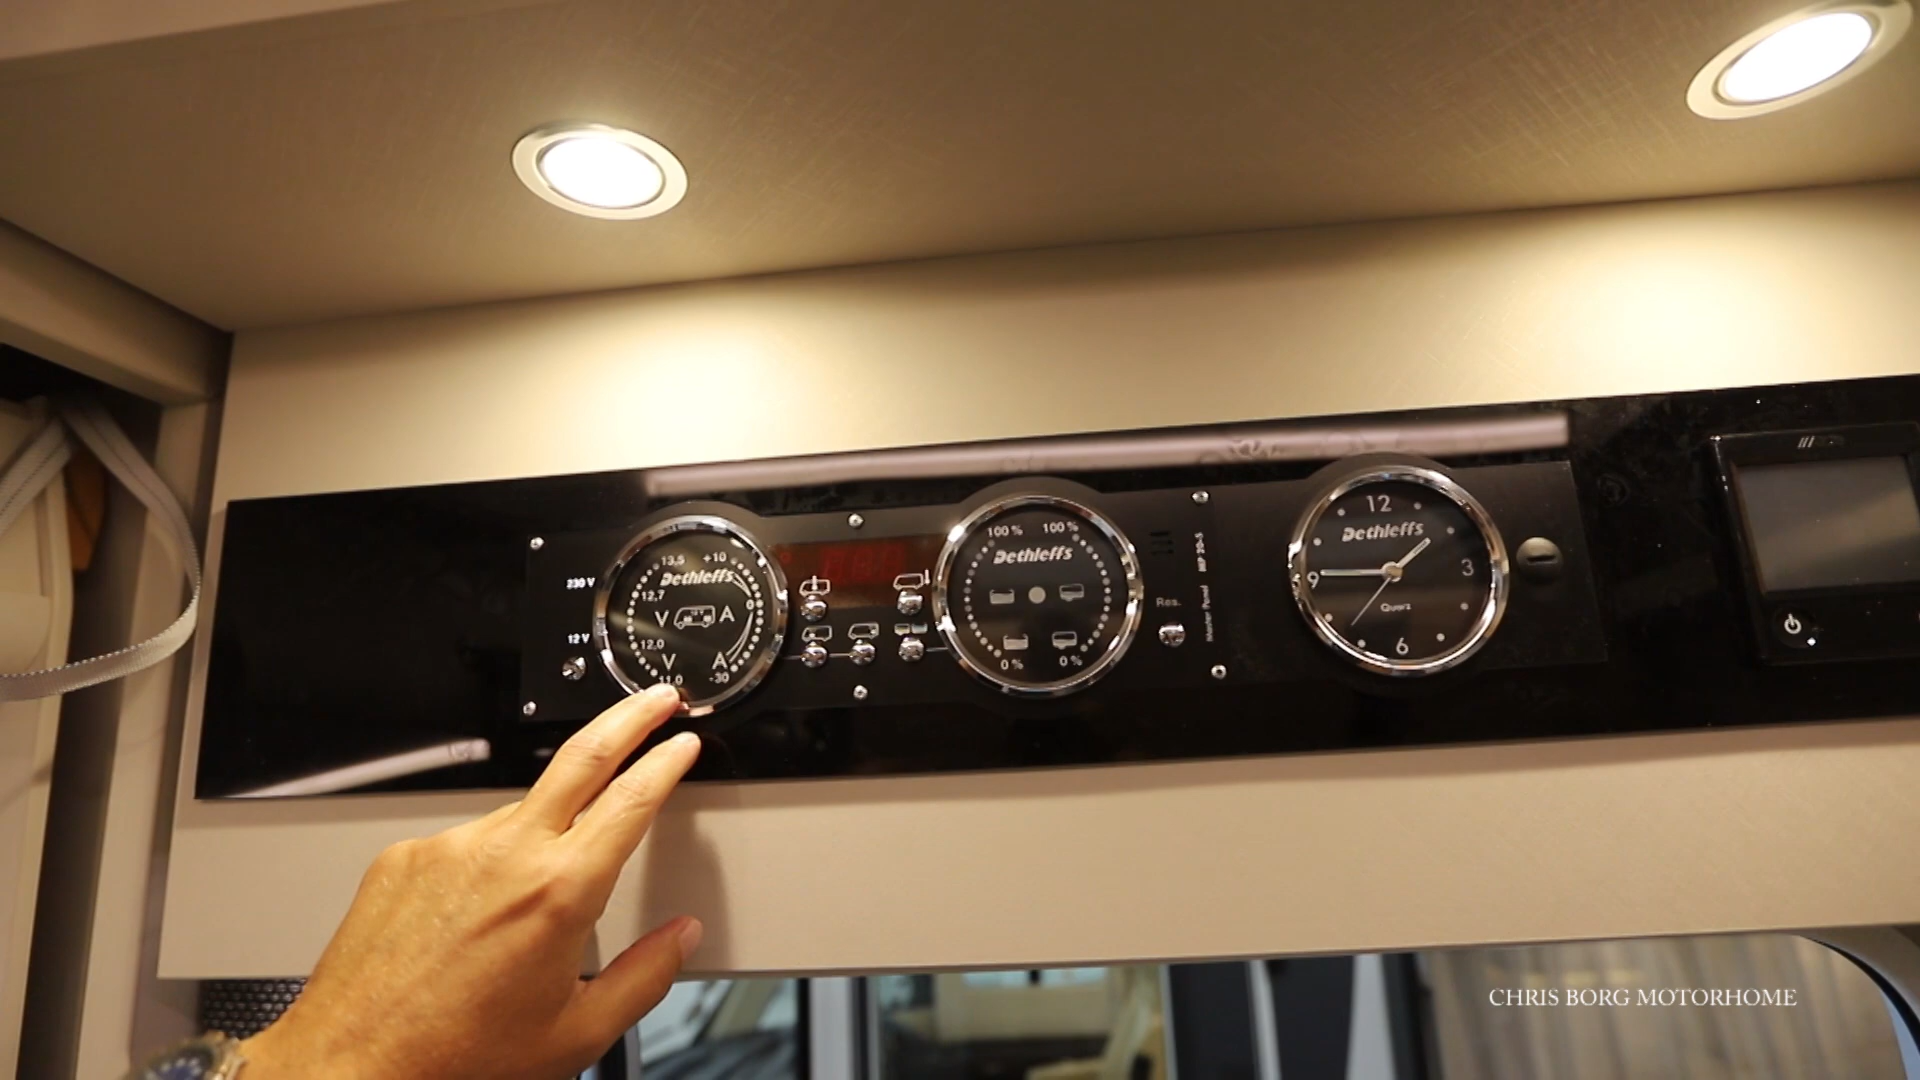 230 V
12 V
13,5 +10
Dethleffs
12,7 0
V 12 V A
12,0
V A
11,0 -30
100 % 100 %
Dethleffs
0 % 0 %
Res.
Master Panel MP 20-S
12
Dethleffs
9 3
Quarz
6
CHRIS BORG MOTORHOME